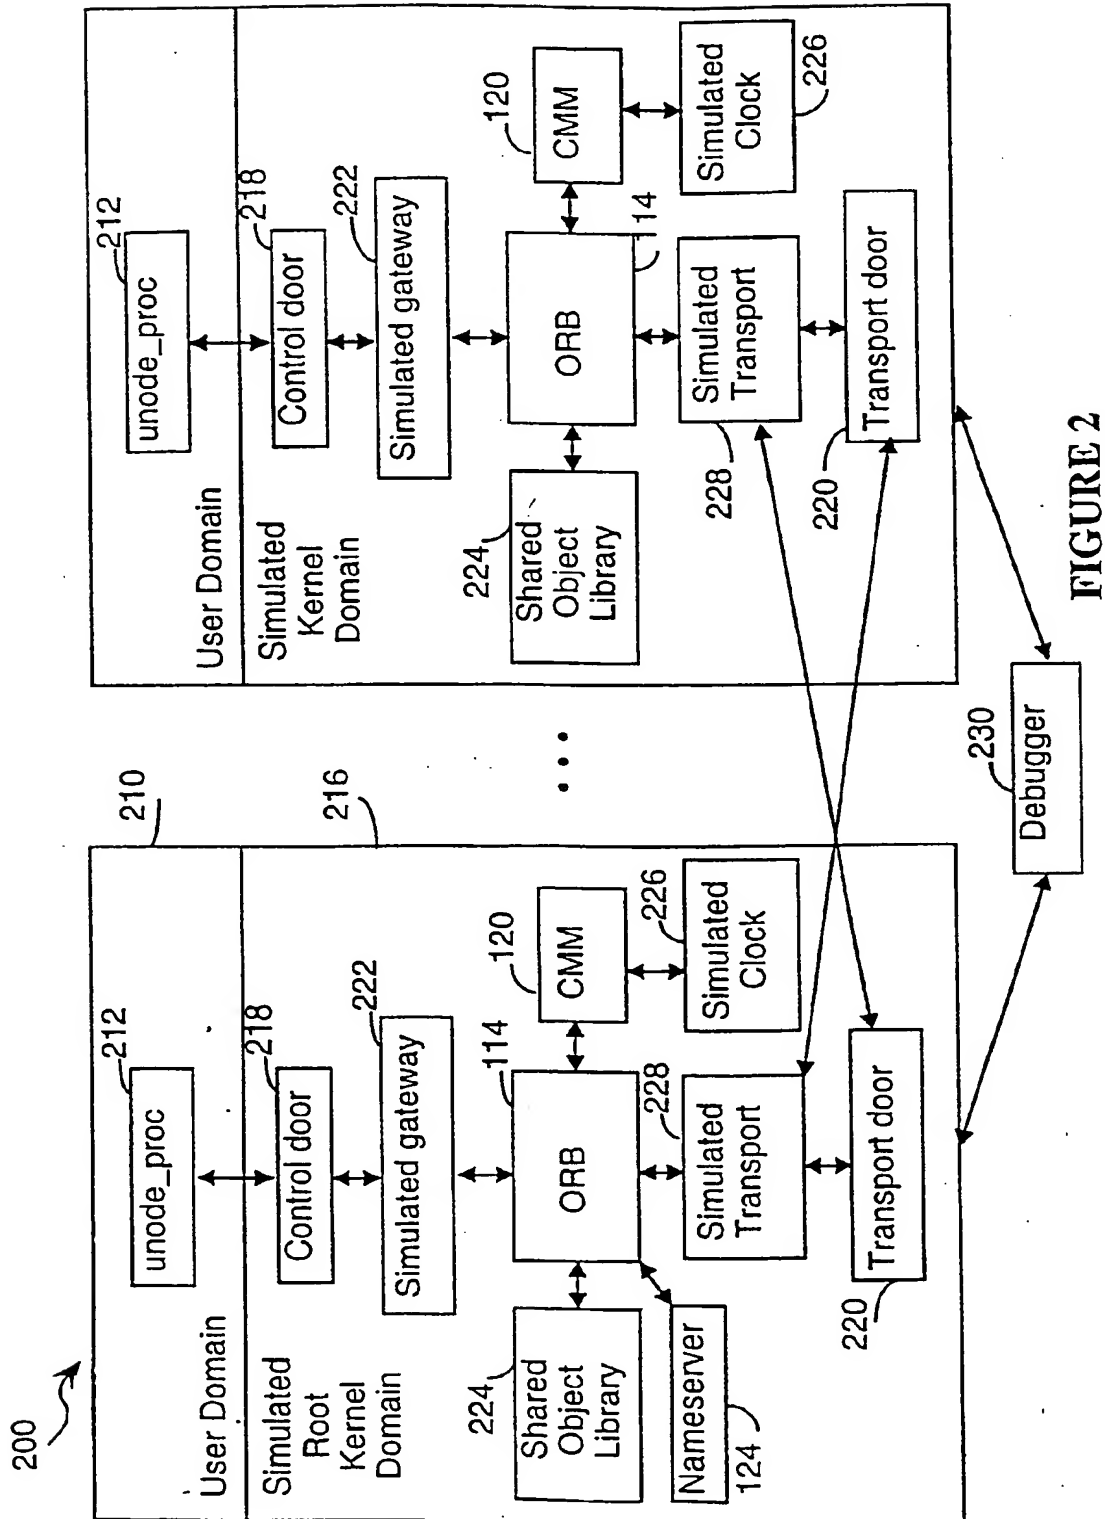 200
210
216
User Domain
unode_proc
212
Simulated
Root
Kernel
Domain
Control door
218
Simulated gateway
222
Shared
Object
Library
224
ORB
114
CMM
120
Nameserver
124
Simulated
Transport
228
Simulated
Clock
226
Transport door
220
User Domain
unode_proc
212
Simulated
Kernel
Domain
Control door
218
Simulated gateway
222
Shared
Object
Library
224
ORB
114
CMM
120
Simulated
Transport
228
Simulated
Clock
226
Transport door
220
Debugger
230
FIGURE 2